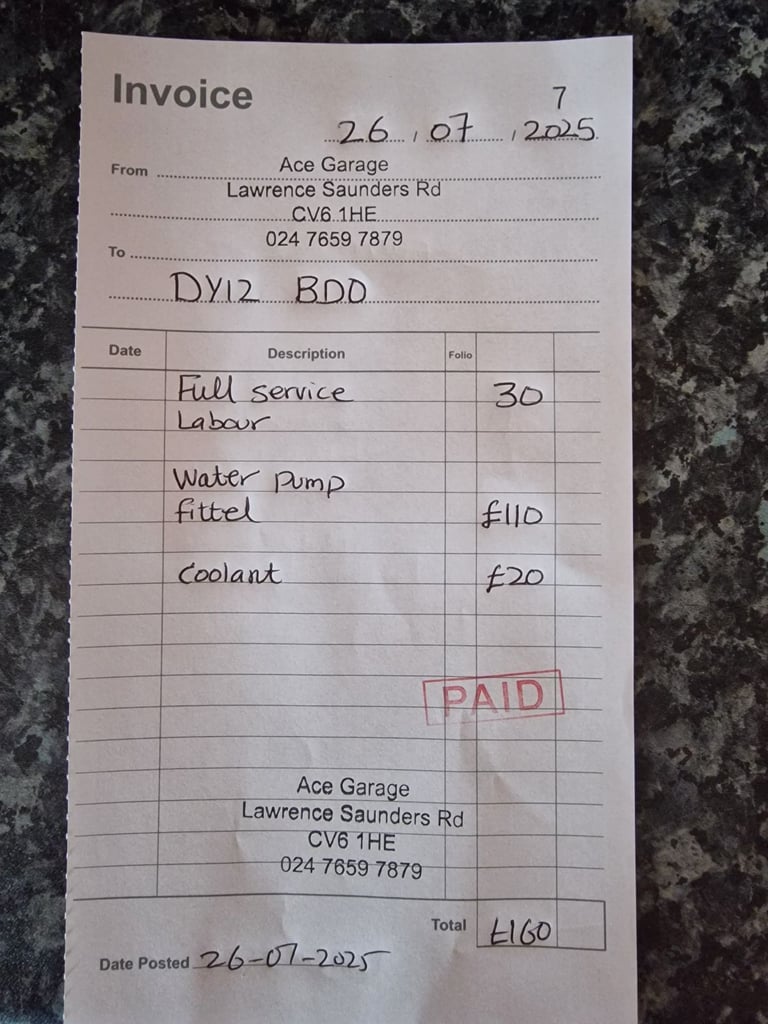 Invoice
7
26 07 2025
From
Ace Garage
Lawrence Saunders Rd
CV6 1HE
024 7659 7879
To
DY12 BDO
Date Description Folio
Full service 30
Labour
Water pump
fittel £110
Coolant £20
PAID
Ace Garage
Lawrence Saunders Rd
CV6 1HE
024 7659 7879
Total £160
Date Posted 26-07-2025